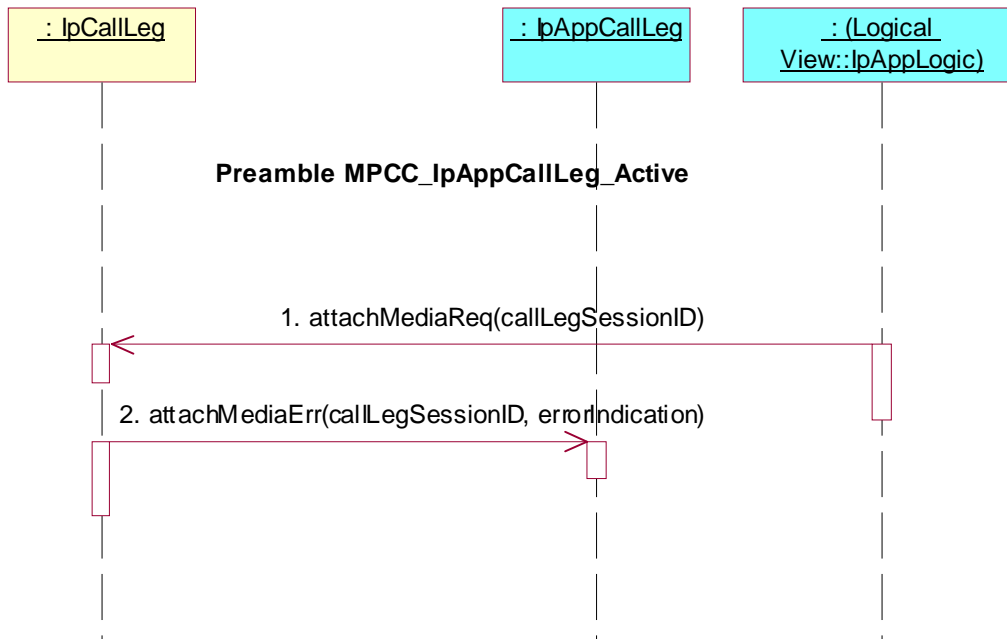 : IpCallLeg
: IpAppCallLeg
: (Logical
View::IpAppLogic)
Preamble MPCC_IpAppCallLeg_Active
1. attachMediaReq(callLegSessionID)
2. attachMediaErr(callLegSessionID, errorIndication)